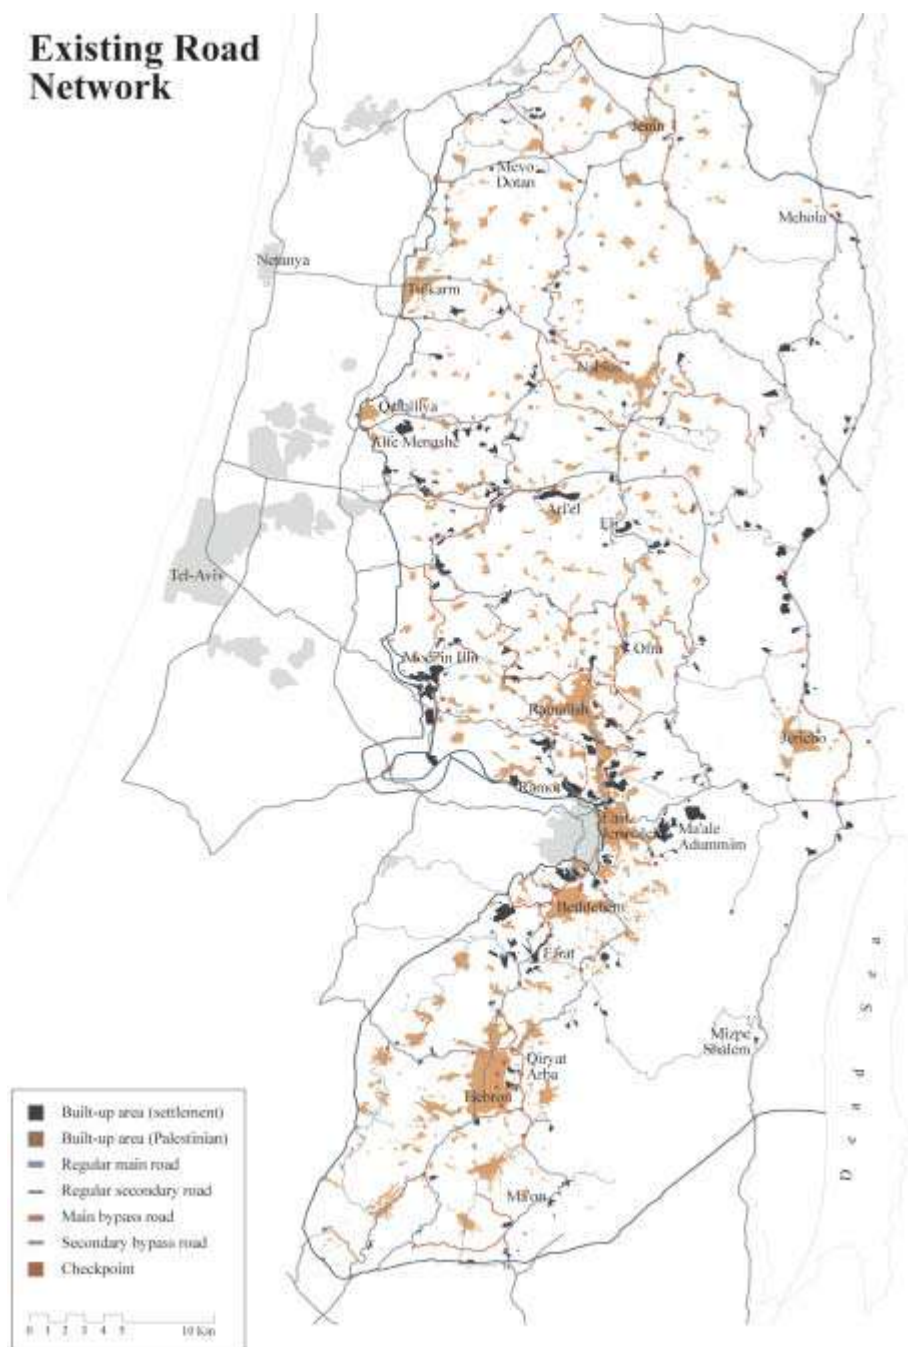 Existing Road
Network
Jenin
Mevo
Dotan
Mehola
Netanya
Tulkarm
Nablus
Qalqiliya
Alfe Menashe
Ari'el
Eli
Tel-Aviv
Ofra
Modi'in Illit
Ramallah
Jericho
Ramot
East
Jerusalem
Ma'ale
Adummim
Bethlehem
Efrat
Dead Sea
Mizpe
Shalem
Qiryat
Arba
Hebron
Ma'on
Built-up area (settlement)
Built-up area (Palestinian)
Regular main road
Regular secondary road
Main bypass road
Secondary bypass road
Checkpoint
0 1 2 3 4 5 10 Km